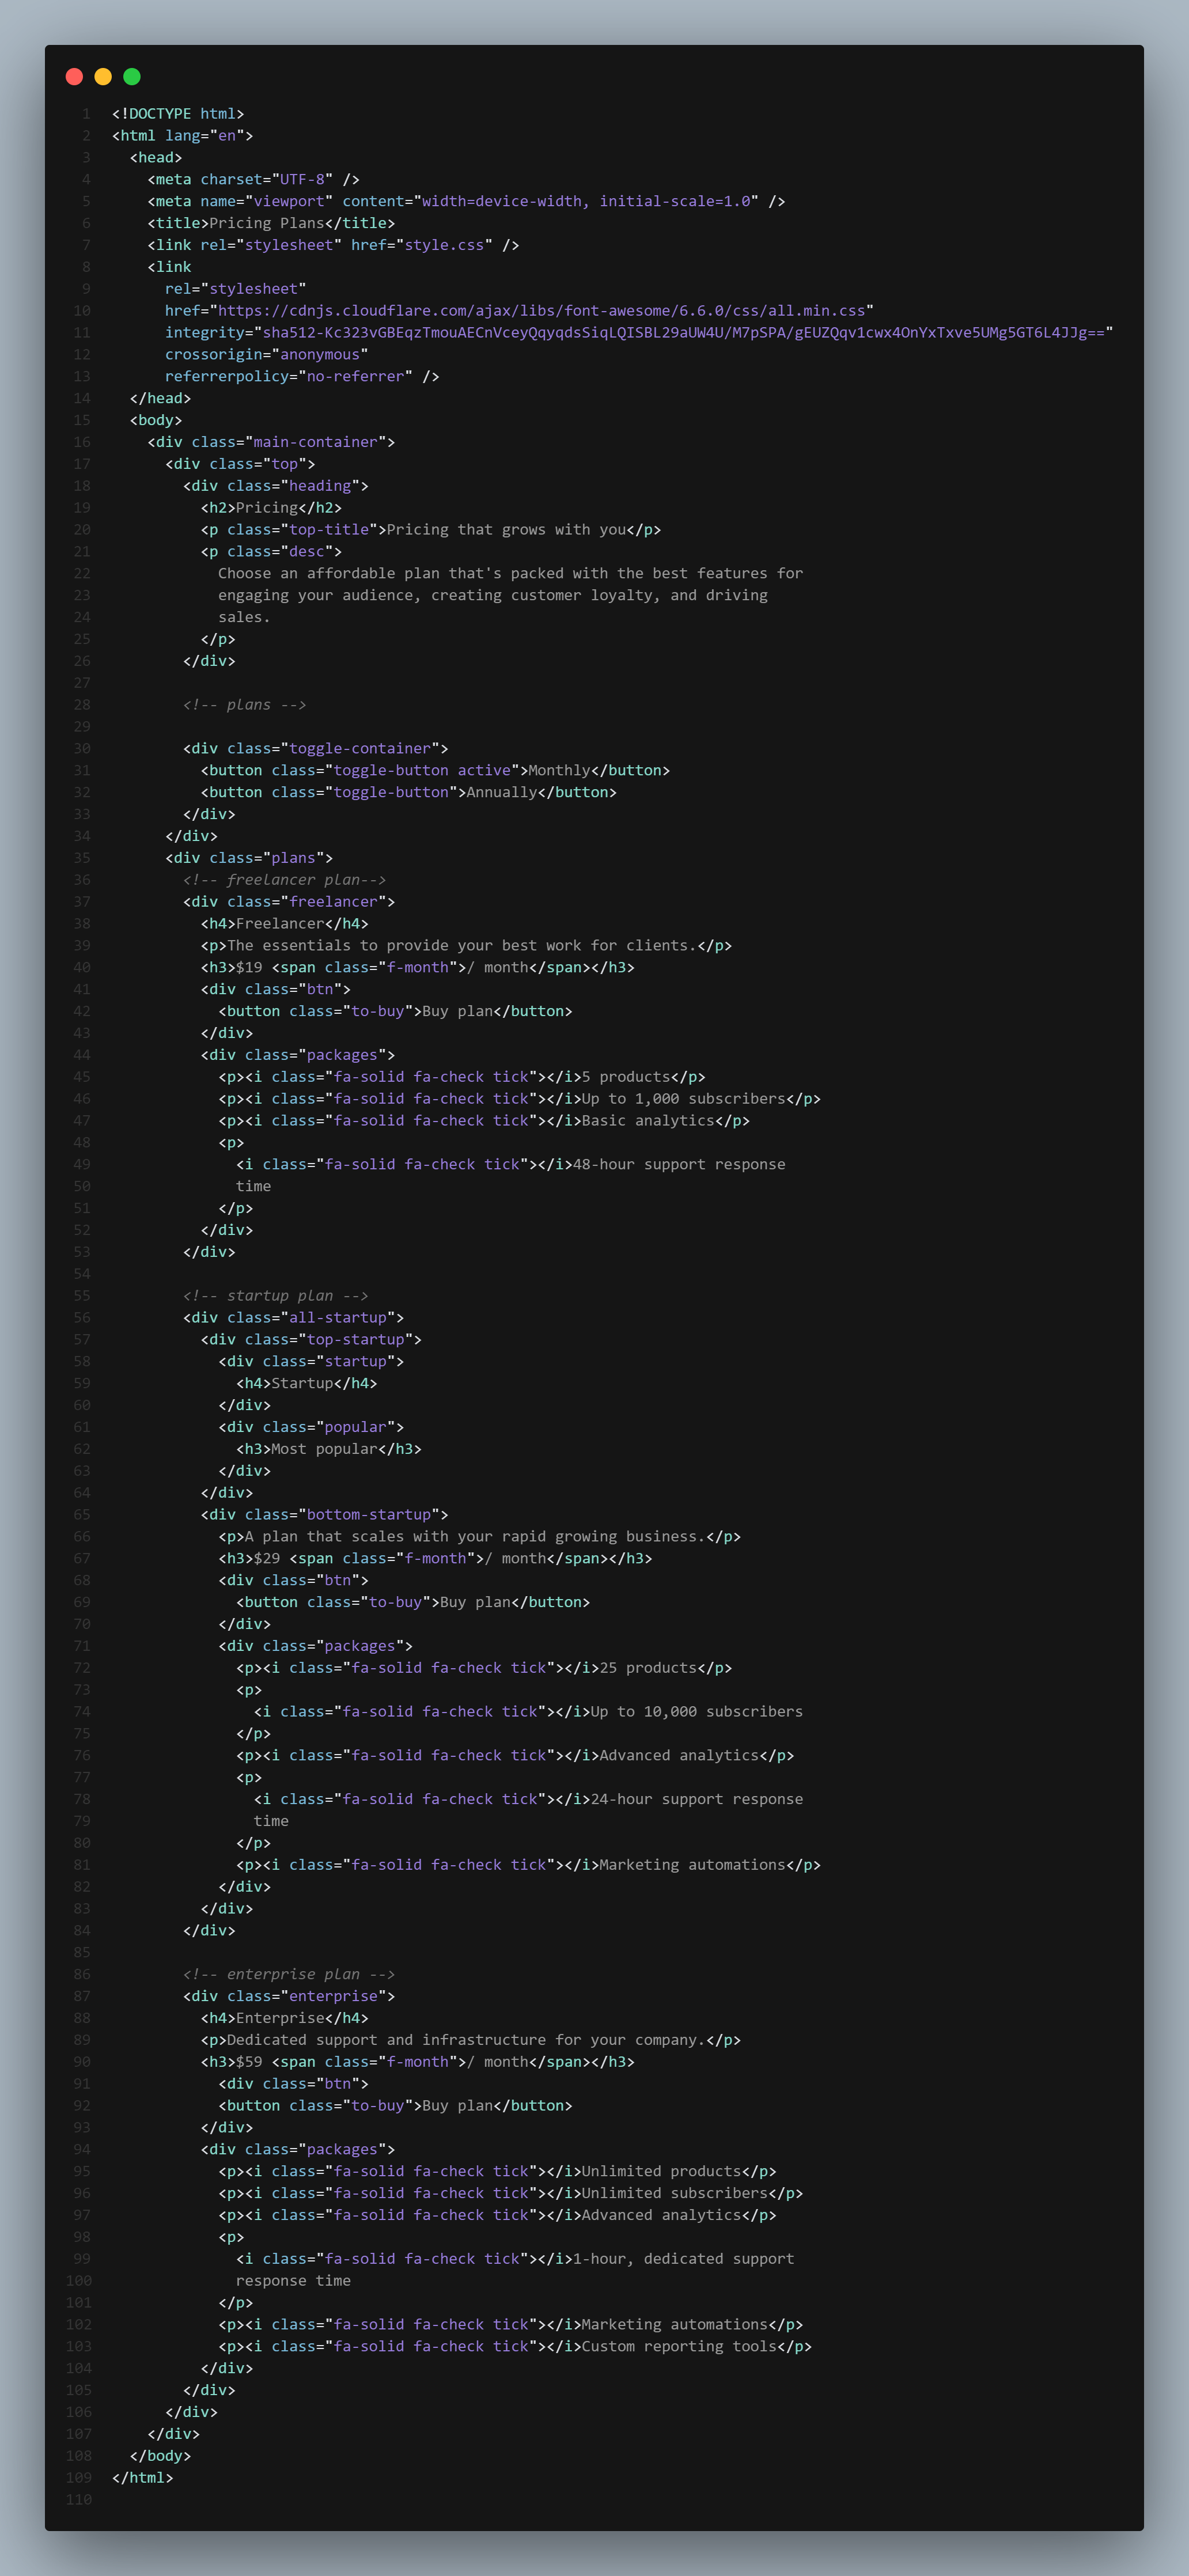 1 <!DOCTYPE html>
2 <html lang="en">
3   <head>
4     <meta charset="UTF-8" />
5     <meta name="viewport" content="width=device-width, initial-scale=1.0" />
6     <title>Pricing Plans</title>
7     <link rel="stylesheet" href="style.css" />
8     <link
9       rel="stylesheet"
10       href="https://cdnjs.cloudflare.com/ajax/libs/font-awesome/6.6.0/css/all.min.css"
11       integrity="sha512-Kc323vGBEqzTmouAECnVceyQqyqdsSiqLQISBL29aUW4U/M7pSPA/gEUZQqv1cwx4OnYxTxve5UMg5GT6L4JJg=="
12       crossorigin="anonymous"
13       referrerpolicy="no-referrer" />
14   </head>
15   <body>
16     <div class="main-container">
17       <div class="top">
18         <div class="heading">
19           <h2>Pricing</h2>
20           <p class="top-title">Pricing that grows with you</p>
21           <p class="desc">
22             Choose an affordable plan that's packed with the best features for
23             engaging your audience, creating customer loyalty, and driving
24             sales.
25           </p>
26         </div>
27
28         <!-- plans -->
29
30         <div class="toggle-container">
31           <button class="toggle-button active">Monthly</button>
32           <button class="toggle-button">Annually</button>
33         </div>
34       </div>
35       <div class="plans">
36         <!-- freelancer plan-->
37         <div class="freelancer">
38           <h4>Freelancer</h4>
39           <p>The essentials to provide your best work for clients.</p>
40           <h3>$19 <span class="f-month">/ month</span></h3>
41           <div class="btn">
42             <button class="to-buy">Buy plan</button>
43           </div>
44           <div class="packages">
45             <p><i class="fa-solid fa-check tick"></i>5 products</p>
46             <p><i class="fa-solid fa-check tick"></i>Up to 1,000 subscribers</p>
47             <p><i class="fa-solid fa-check tick"></i>Basic analytics</p>
48             <p>
49               <i class="fa-solid fa-check tick"></i>48-hour support response
50               time
51             </p>
52           </div>
53         </div>
54
55         <!-- startup plan -->
56         <div class="all-startup">
57           <div class="top-startup">
58             <div class="startup">
59               <h4>Startup</h4>
60             </div>
61             <div class="popular">
62               <h3>Most popular</h3>
63             </div>
64           </div>
65           <div class="bottom-startup">
66             <p>A plan that scales with your rapid growing business.</p>
67             <h3>$29 <span class="f-month">/ month</span></h3>
68             <div class="btn">
69               <button class="to-buy">Buy plan</button>
70             </div>
71             <div class="packages">
72               <p><i class="fa-solid fa-check tick"></i>25 products</p>
73               <p>
74                 <i class="fa-solid fa-check tick"></i>Up to 10,000 subscribers
75               </p>
76               <p><i class="fa-solid fa-check tick"></i>Advanced analytics</p>
77               <p>
78                 <i class="fa-solid fa-check tick"></i>24-hour support response
79                 time
80               </p>
81               <p><i class="fa-solid fa-check tick"></i>Marketing automations</p>
82             </div>
83           </div>
84         </div>
85
86         <!-- enterprise plan -->
87         <div class="enterprise">
88           <h4>Enterprise</h4>
89           <p>Dedicated support and infrastructure for your company.</p>
90           <h3>$59 <span class="f-month">/ month</span></h3>
91             <div class="btn">
92             <button class="to-buy">Buy plan</button>
93           </div>
94           <div class="packages">
95             <p><i class="fa-solid fa-check tick"></i>Unlimited products</p>
96             <p><i class="fa-solid fa-check tick"></i>Unlimited subscribers</p>
97             <p><i class="fa-solid fa-check tick"></i>Advanced analytics</p>
98             <p>
99               <i class="fa-solid fa-check tick"></i>1-hour, dedicated support
100               response time
101             </p>
102             <p><i class="fa-solid fa-check tick"></i>Marketing automations</p>
103             <p><i class="fa-solid fa-check tick"></i>Custom reporting tools</p>
104           </div>
105         </div>
106       </div>
107     </div>
108   </body>
109 </html>
110